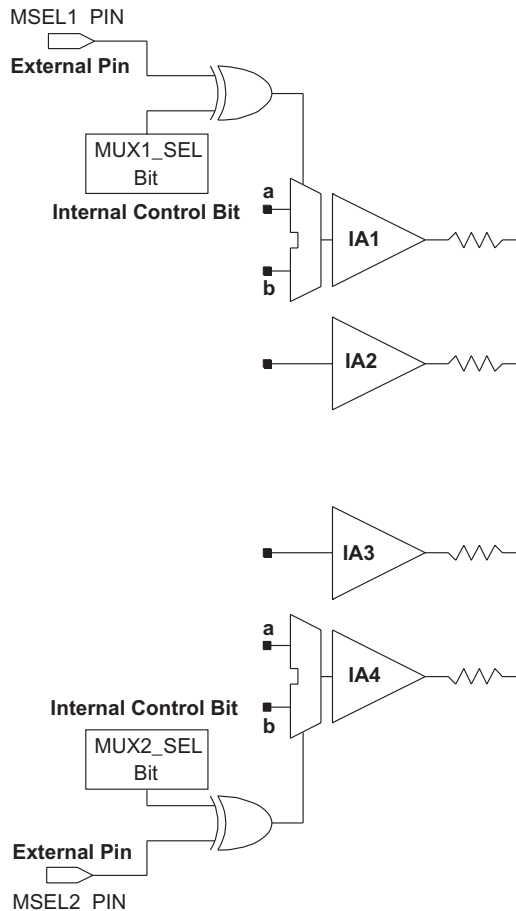 MSEL1 PIN
External Pin
MUX1_SEL
Bit
Internal Control Bit
a
IA1
b
IA2
IA3
a
IA4
b
Internal Control Bit
MUX2_SEL
Bit
External Pin
MSEL2 PIN